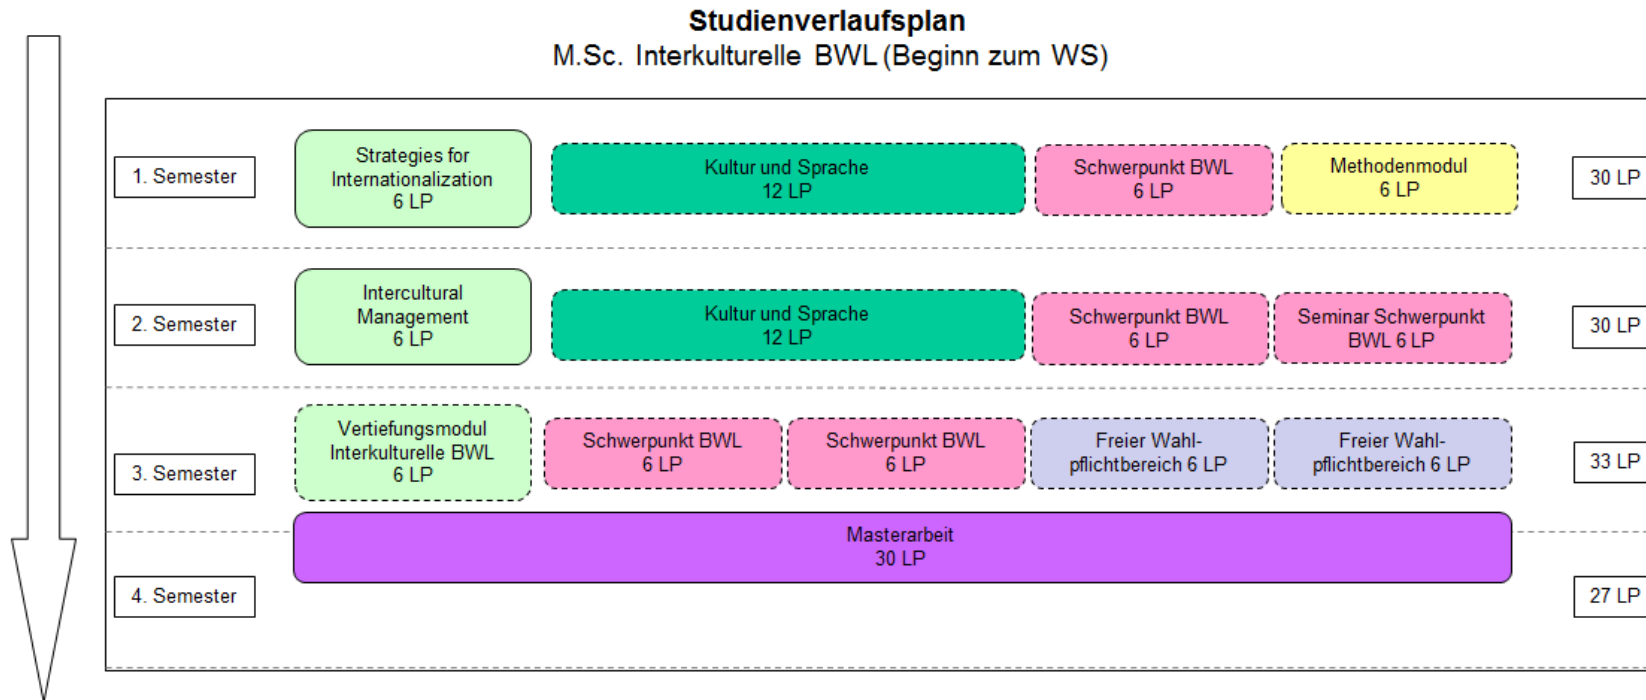 Studienverlaufsplan
M.Sc. Interkulturelle BWL (Beginn zum WS)
1. Semester
Strategies for
Internationalization
6 LP
Kultur und Sprache
12 LP
Schwerpunkt BWL
6 LP
Methodenmodul
6 LP
30 LP
2. Semester
Intercultural
Management
6 LP
Kultur und Sprache
12 LP
Schwerpunkt BWL
6 LP
Seminar Schwerpunkt
BWL 6 LP
30 LP
3. Semester
Vertiefungsmodul
Interkulturelle BWL
6 LP
Schwerpunkt BWL
6 LP
Schwerpunkt BWL
6 LP
Freier Wahl-
pflichtbereich 6 LP
Freier Wahl-
pflichtbereich 6 LP
33 LP
Masterarbeit
30 LP
4. Semester
27 LP